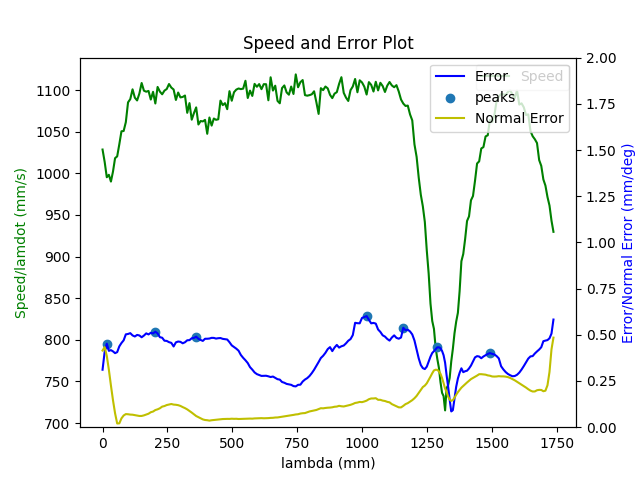 Speed and Error Plot
Error Speed
peaks
Normal Error
1100
1050
1000
950
900
850
800
750
700
Speed/lamdot (mm/s)
2.00
1.75
1.50
1.25
1.00
0.75
0.50
0.25
0.00
Error/Normal Error (mm/deg)
0 250 500 750 1000 1250 1500 1750
lambda (mm)